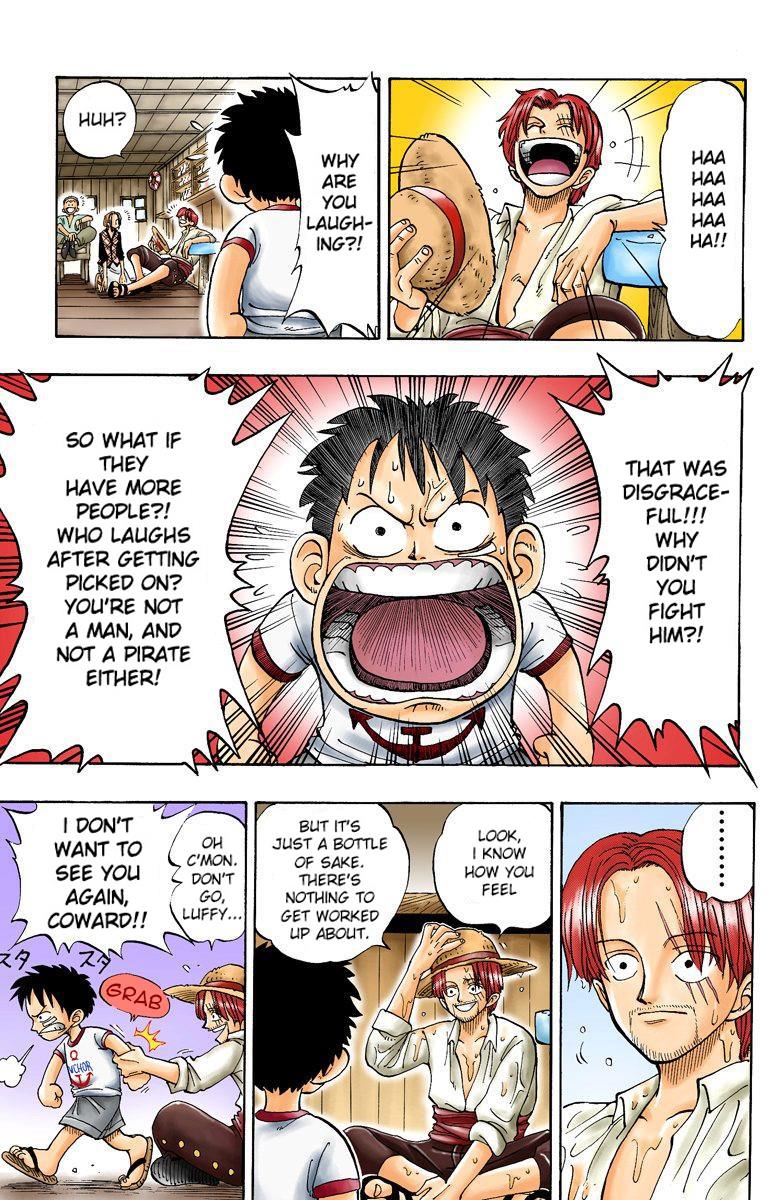 HAA
HAA
HAA
HAA
HA!!
WHY
ARE
YOU
LAUGH-
ING?!
HUH?
THAT WAS
DISGRACE-
FUL!!!
WHY
DIDN'T
YOU
FIGHT
HIM?!
SO WHAT IF
THEY
HAVE MORE
PEOPLE?!
WHO LAUGHS
AFTER GETTING
PICKED ON?
YOU'RE NOT
A MAN, AND
NOT A PIRATE
EITHER!
........
LOOK,
I KNOW
HOW YOU
FEEL
BUT IT'S
JUST A BOTTLE
OF SAKE.
THERE'S
NOTHING TO
GET WORKED
UP ABOUT.
OH
C'MON.
DON'T
GO,
LUFFY...
I DON'T
WANT TO
SEE YOU
AGAIN,
COWARD!!
スタ
スタ
GRAB
NCHOR